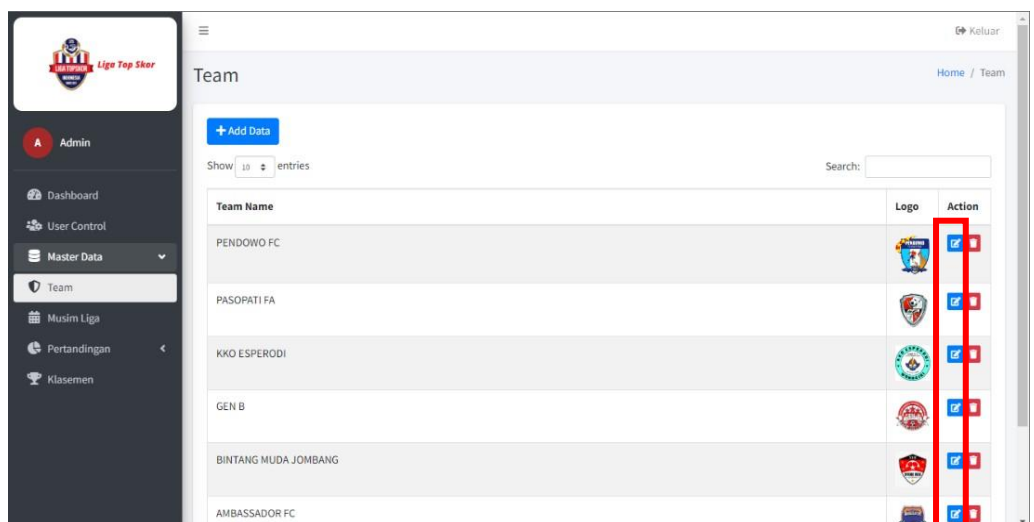 Liga Top Skor
Keluar
Team
Home / Team
A Admin
Add Data
Show 10 entries
Search:
Dashboard
User Control
Master Data
Team
Musim Liga
Pertandingan
Klasemen
Team Name Logo Action
PENDOWO FC
PASOPATI FA
KKO ESPERODI
GEN B
BINTANG MUDA JOMBANG
AMBASSADOR FC